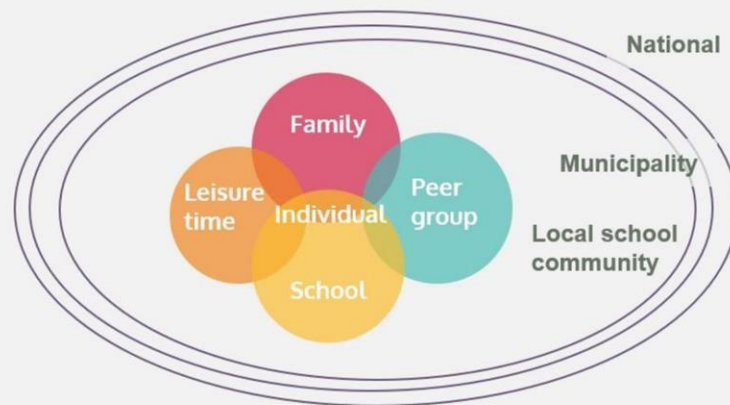 National
Family
Municipality
Leisure
time
Individual
Peer
group
Local school
community
School